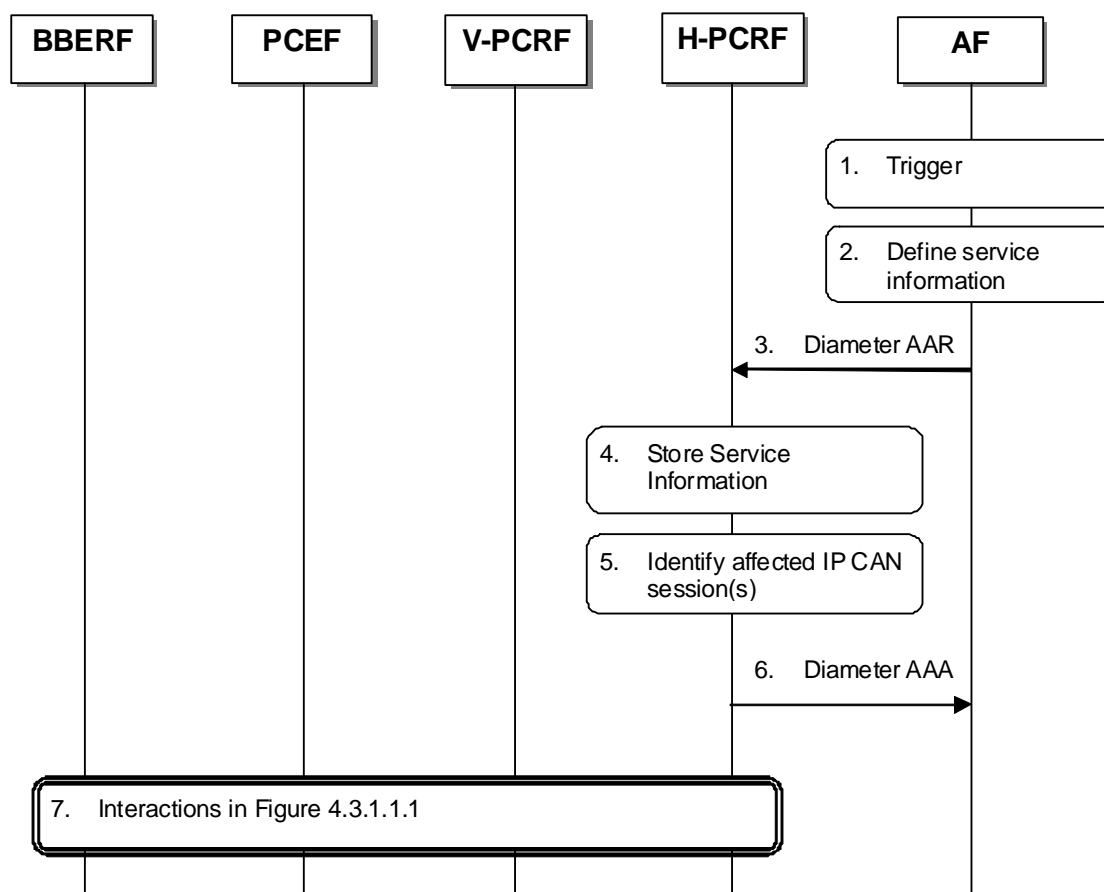 BBERF
PCEF
V-PCRF
H-PCRF
AF
1. Trigger
2. Define service
information
3. Diameter AAR
4. Store Service
Information
5. Identify affected IP CAN
session(s)
6. Diameter AAA
7. Interactions in Figure 4.3.1.1.1